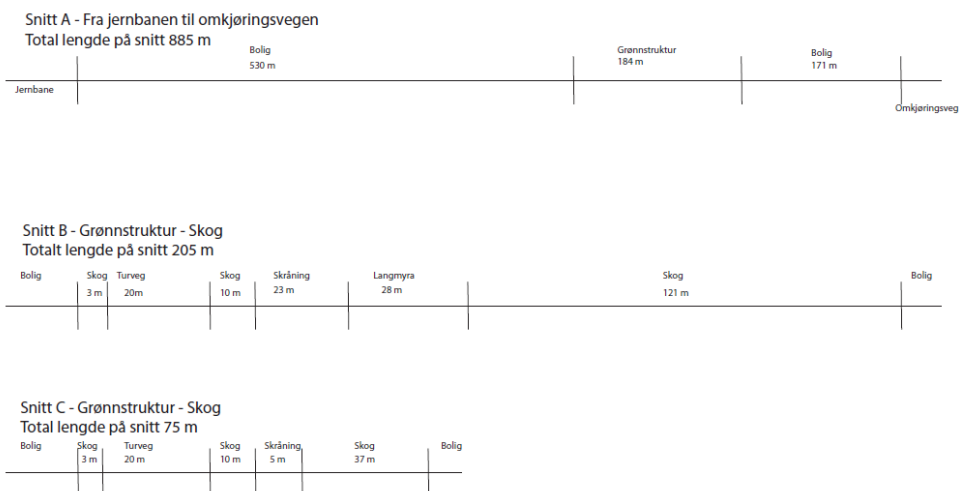 Snitt A - Fra jernbanen til omkjøringsvegen
Total lengde på snitt 885 m
Bolig
530 m
Grønnstruktur
184 m
Bolig
171 m
Jernbane
Omkjøringsveg
Snitt B - Grønnstruktur - Skog
Totalt lengde på snitt 205 m
Bolig Skog Turveg Skog Skråning Langmyra Skog Bolig
3 m 20m 10 m 23 m 28 m 121 m
Snitt C - Grønnstruktur - Skog
Total lengde på snitt 75 m
Bolig Skog Turveg Skog Skråning Skog Bolig
3 m 20 m 10 m 5 m 37 m